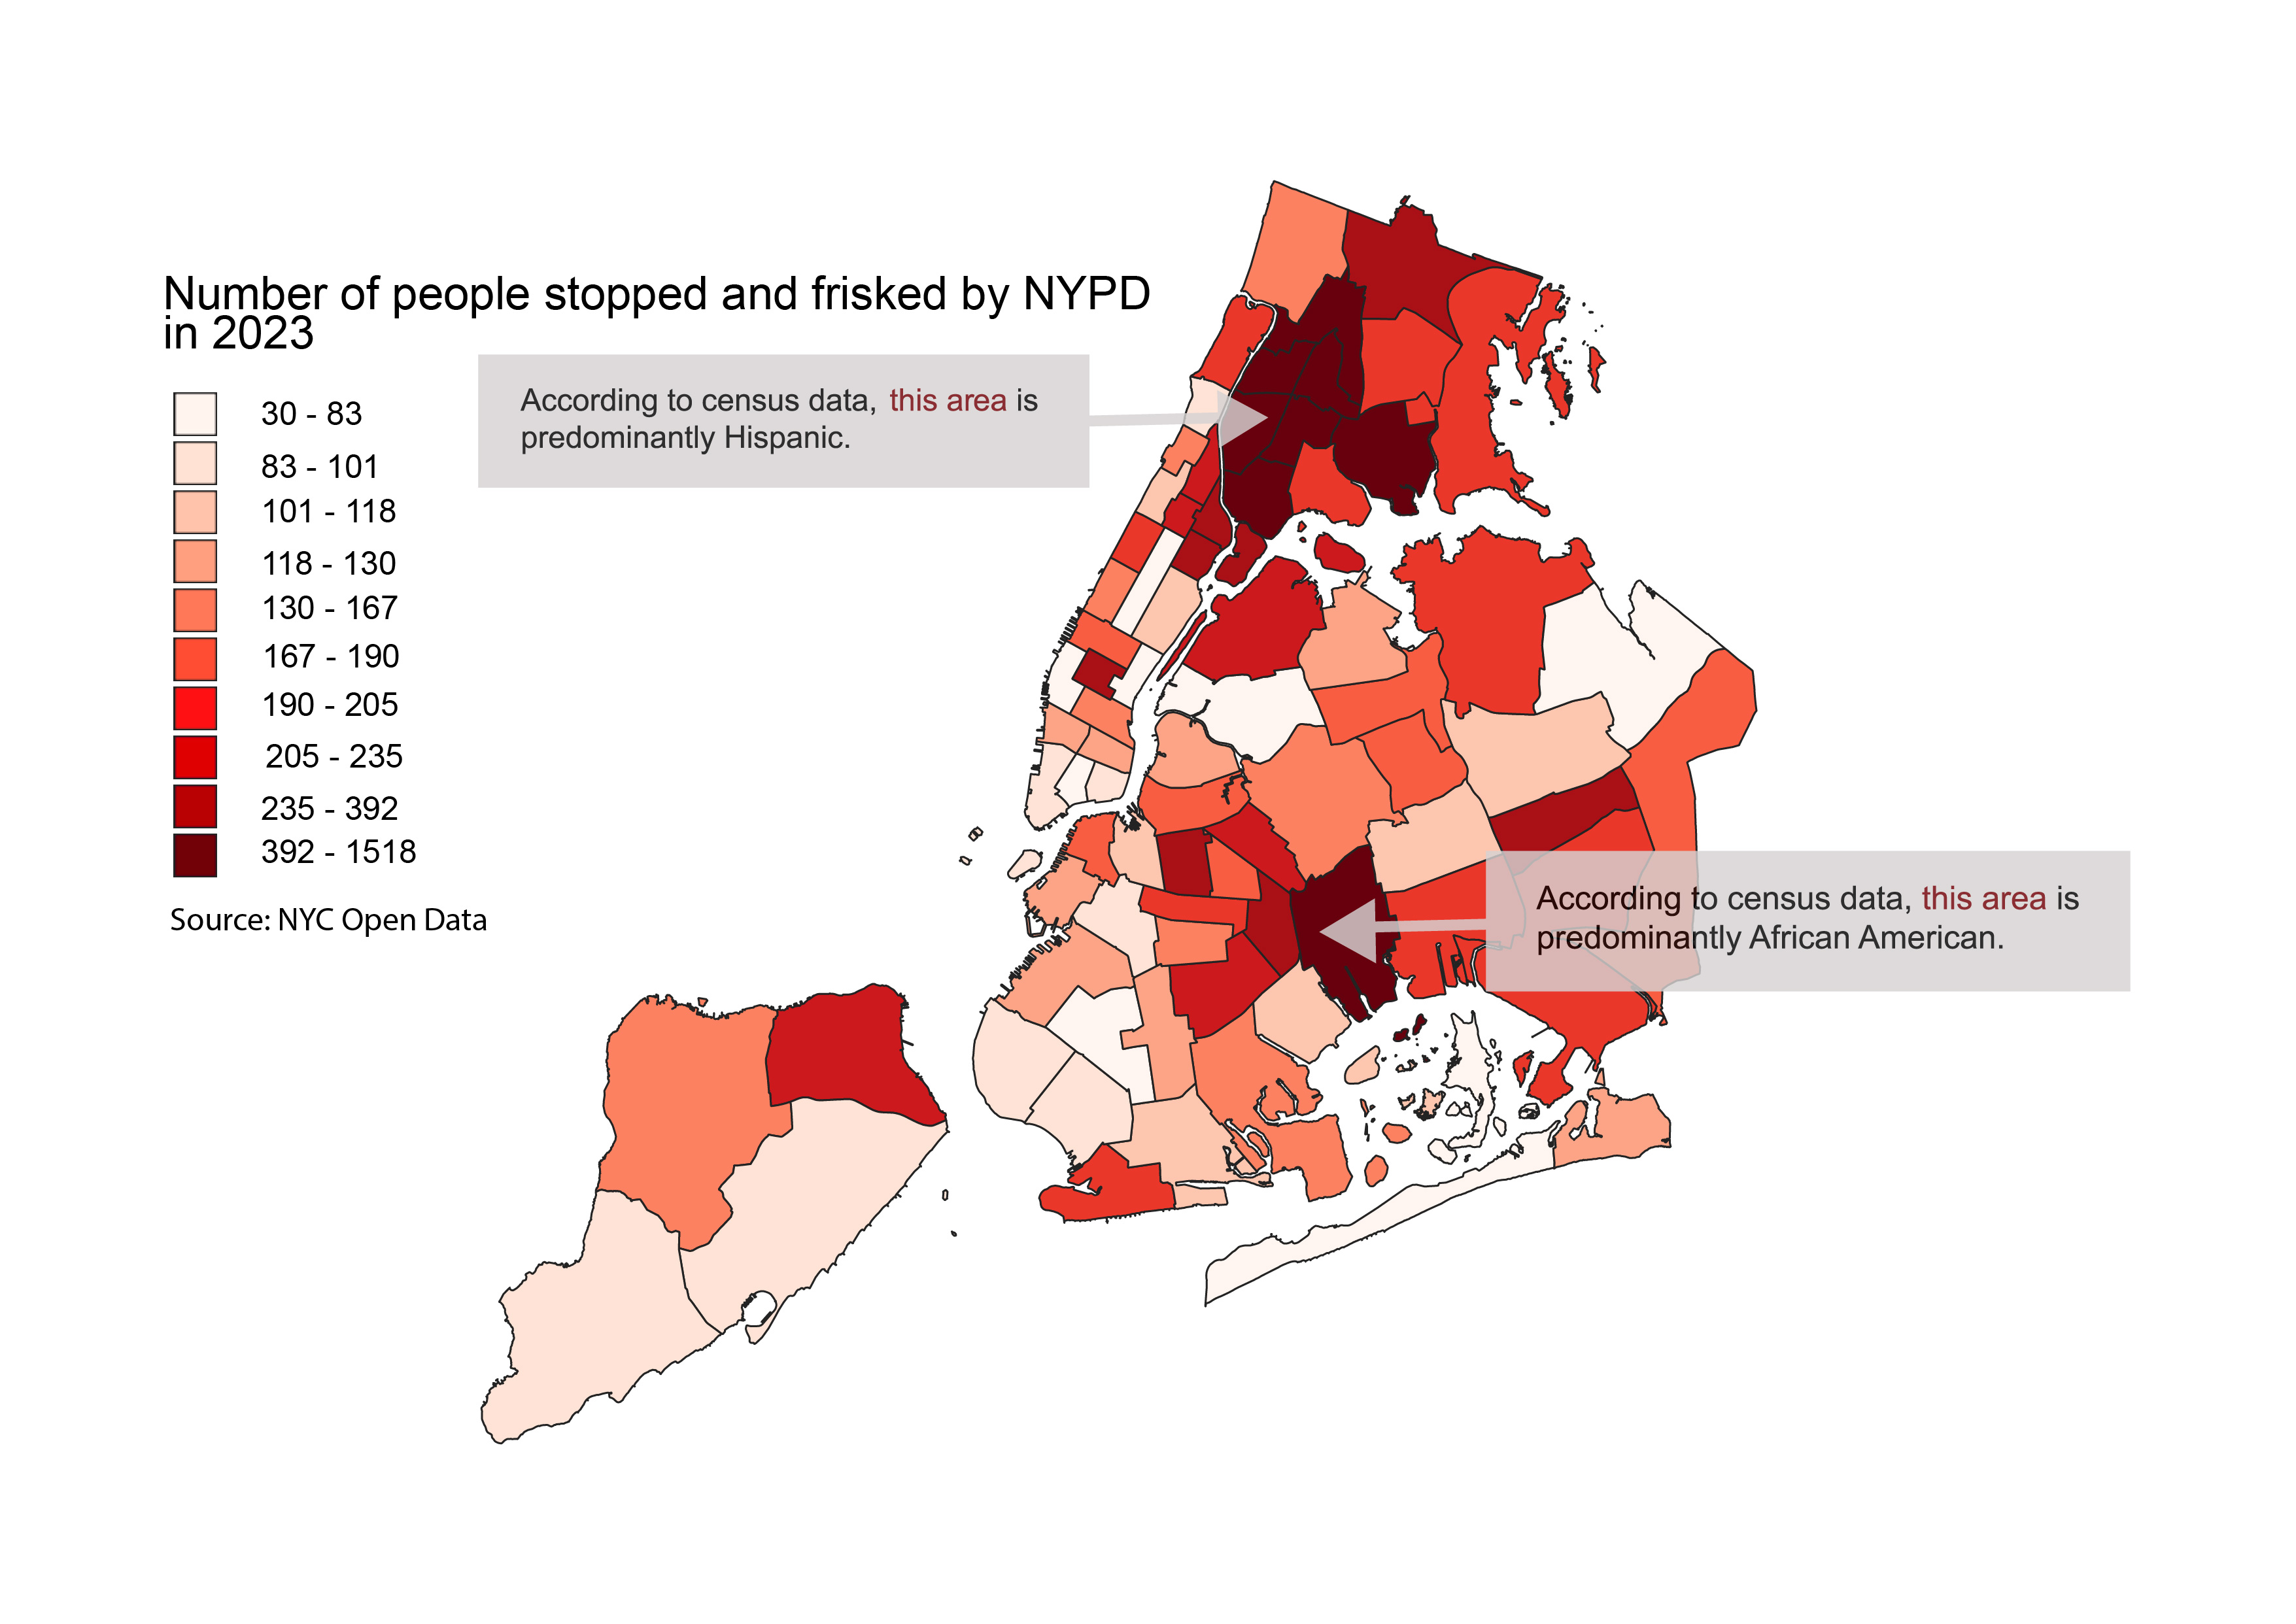 Number of people stopped and frisked by NYPD
in 2023
According to census data, this area is
predominantly Hispanic.
30 - 83
83 - 101
101 - 118
118 - 130
130 - 167
167 - 190
190 - 205
205 - 235
235 - 392
392 - 1518
Source: NYC Open Data
According to census data, this area is
predominantly African American.